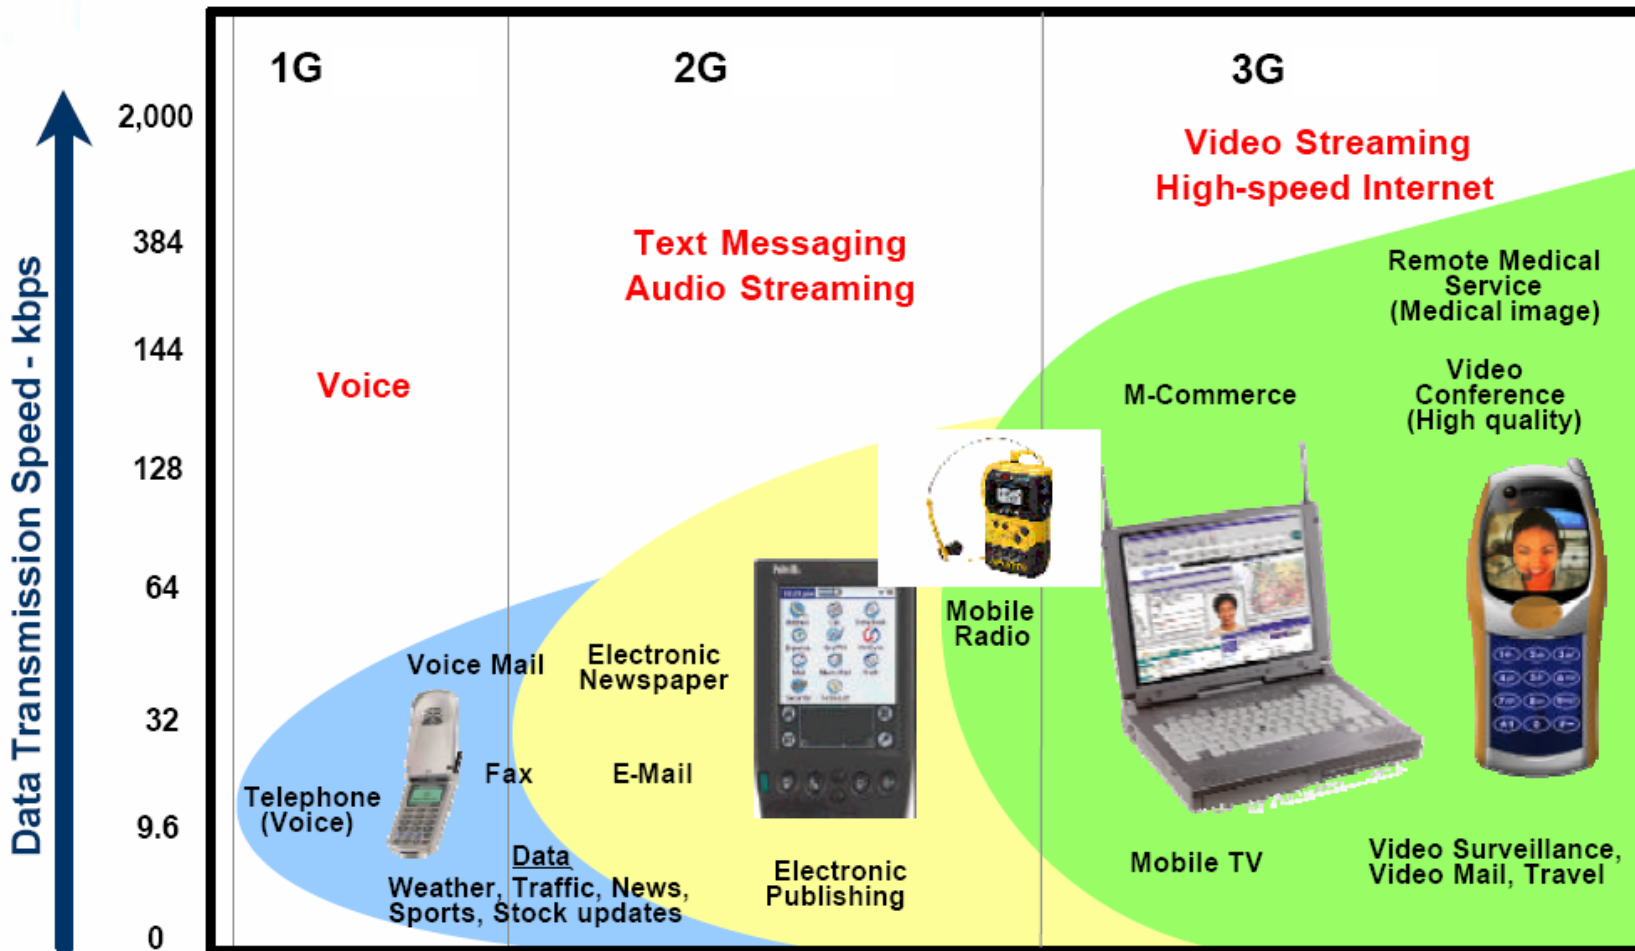 1G
2G
3G
2,000
384
144
128
64
32
9.6
0
Data Transmission Speed - kbps
Voice
Text Messaging
Audio Streaming
Video Streaming
High-speed Internet
Telephone
(Voice)
Voice Mail
Fax
Data
Weather, Traffic, News,
Sports, Stock updates
Electronic
Newspaper
E-Mail
Electronic
Publishing
Mobile
Radio
M-Commerce
Remote Medical
Service
(Medical image)
Video
Conference
(High quality)
Mobile TV
Video Surveillance,
Video Mail, Travel